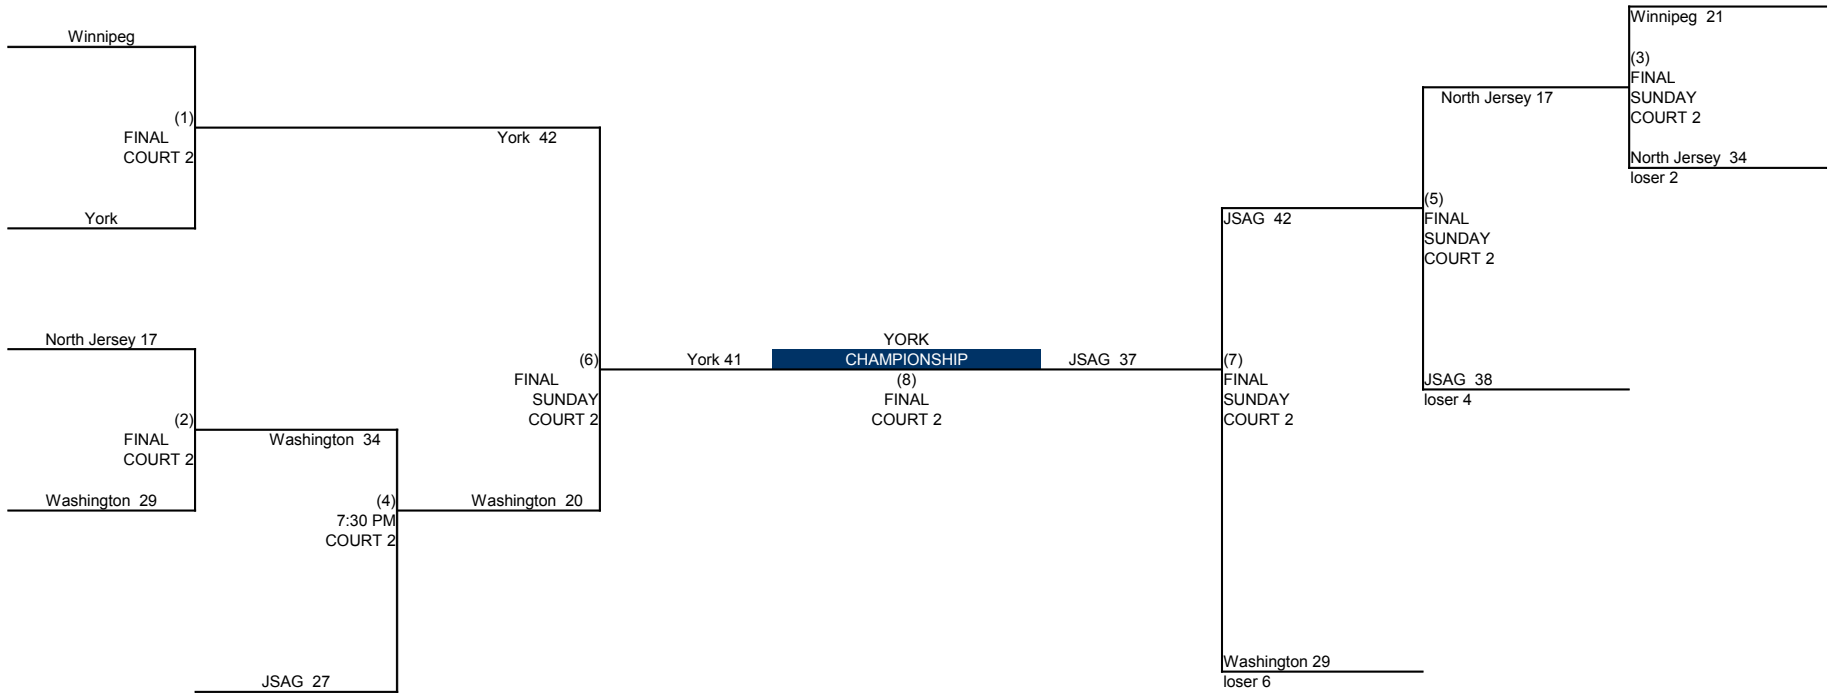 Winnipeg
(1)
FINAL
COURT 2
York
York 42
North Jersey 17
(2)
FINAL
COURT 2
Washington 29
Washington 34
(4)
7:30 PM
COURT 2
JSAG 27
Washington 20
(6)
FINAL
SUNDAY
COURT 2
York 41
YORK
CHAMPIONSHIP
(8)
FINAL
COURT 2
JSAG 37
(7)
FINAL
SUNDAY
COURT 2
JSAG 42
Washington 29
loser 6
North Jersey 17
(5)
FINAL
SUNDAY
COURT 2
JSAG 38
loser 4
Winnipeg 21
(3)
FINAL
SUNDAY
COURT 2
North Jersey 34
loser 2